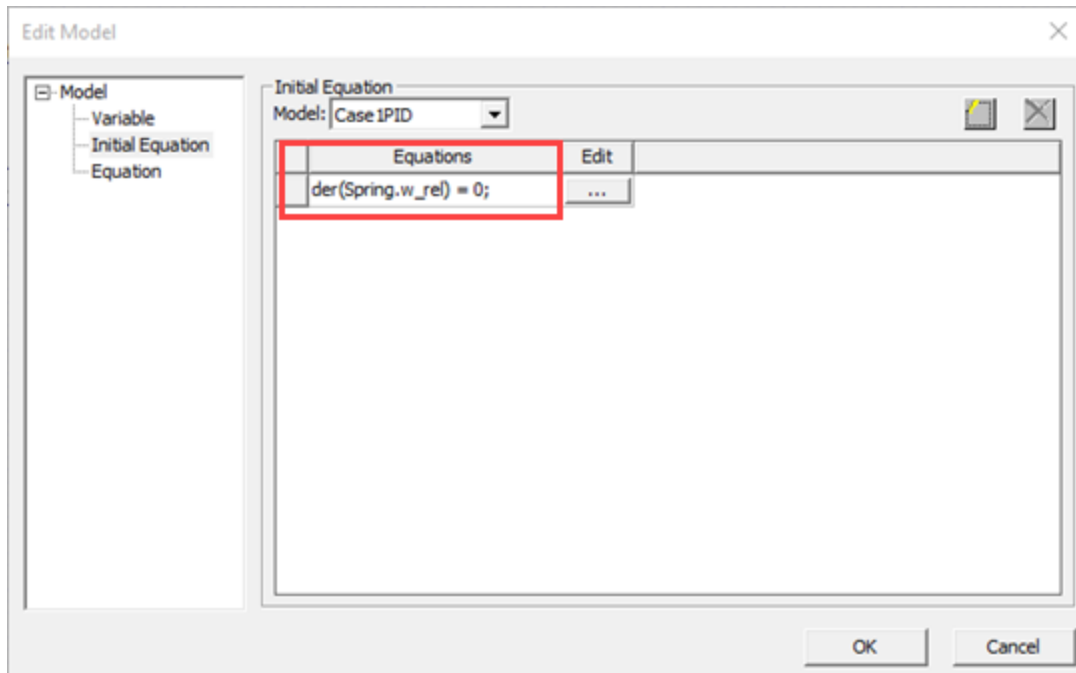 Edit Model
Model
Variable
Initial Equation
Equation
Initial Equation
Model: Case1PID
Equations Edit
der(Spring.w_rel) = 0; ...
OK Cancel